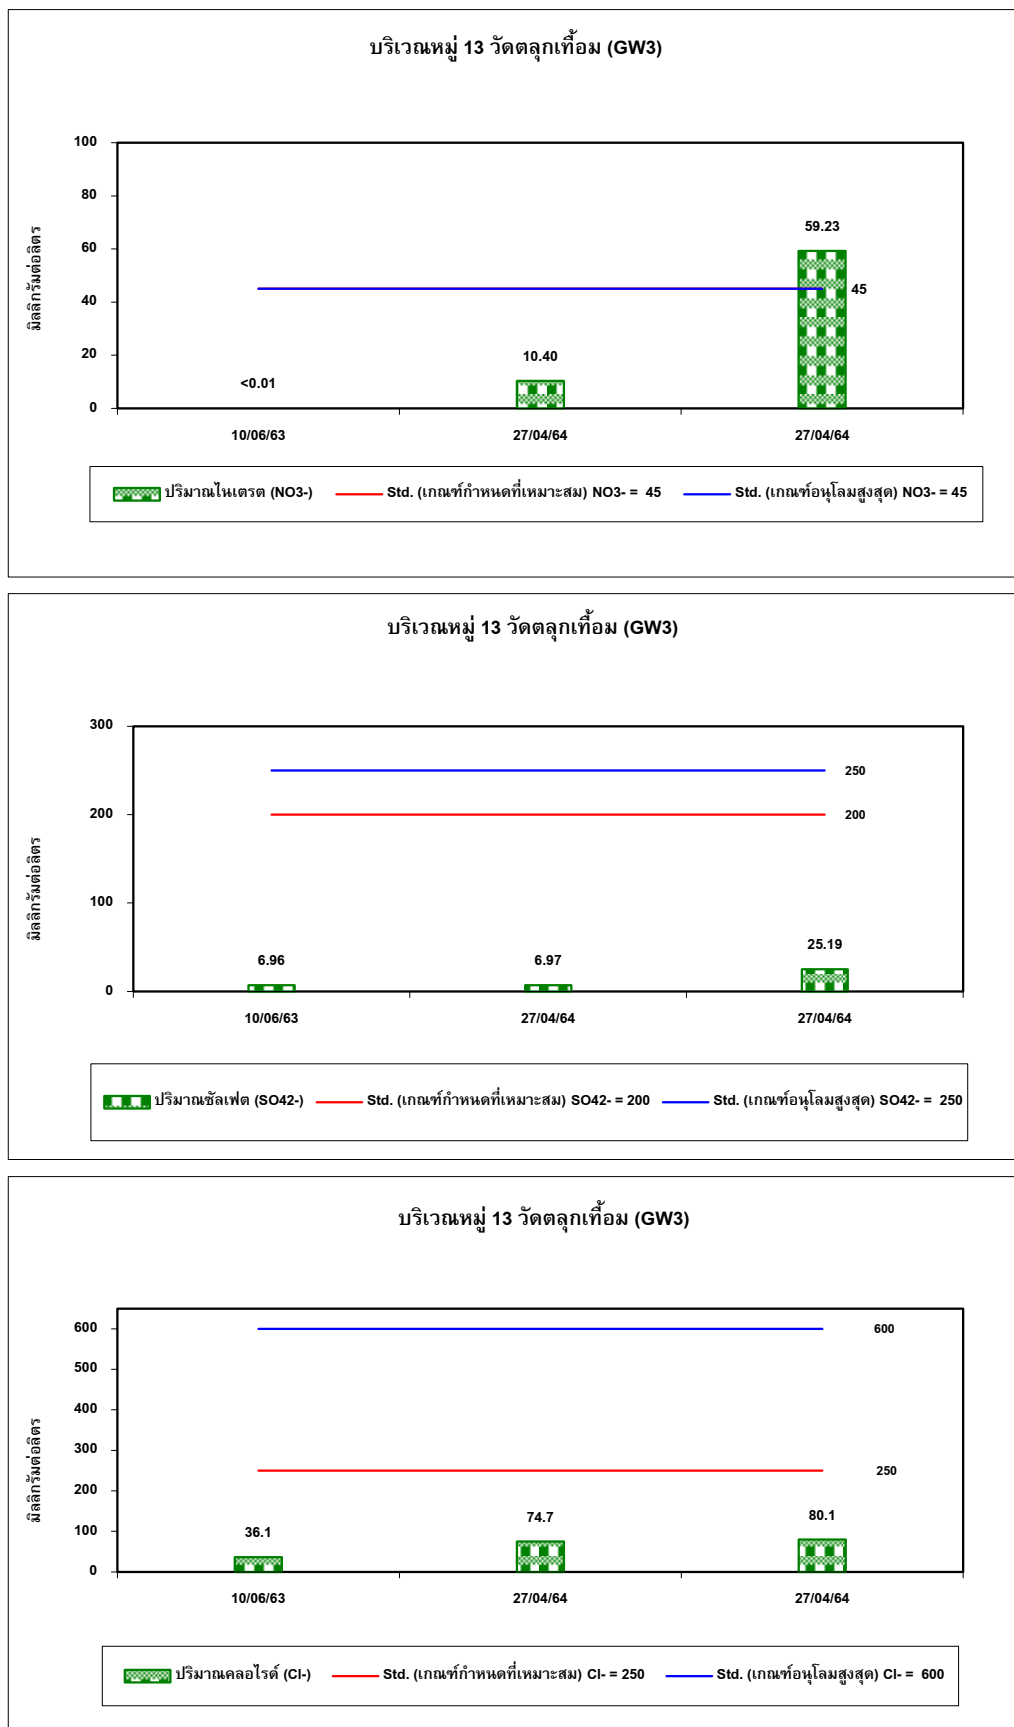 บริเวณหมู่ 13 วัดตลุกเทื้อม (GW3)
มิลลิกรัมต่อลิตร
100
80
60
40
20
0
<0.01
10.40
59.23
45
10/06/63 27/04/64 27/04/64
ปริมาณไนเตรต (NO3-) Std. (เกณฑ์กำหนดที่เหมาะสม) NO3- = 45 Std. (เกณฑ์อนุโลมสูงสุด) NO3- = 45
บริเวณหมู่ 13 วัดตลุกเทื้อม (GW3)
มิลลิกรัมต่อลิตร
300
200
100
0
250
200
6.96
6.97
25.19
10/06/63 27/04/64 27/04/64
ปริมาณซัลเฟต (SO42-) Std. (เกณฑ์กำหนดที่เหมาะสม) SO42- = 200 Std. (เกณฑ์อนุโลมสูงสุด) SO42- = 250
บริเวณหมู่ 13 วัดตลุกเทื้อม (GW3)
มิลลิกรัมต่อลิตร
600
500
400
300
200
100
0
600
250
36.1
74.7
80.1
10/06/63 27/04/64 27/04/64
ปริมาณคลอไรด์ (Cl-) Std. (เกณฑ์กำหนดที่เหมาะสม) Cl- = 250 Std. (เกณฑ์อนุโลมสูงสุด) Cl- = 600